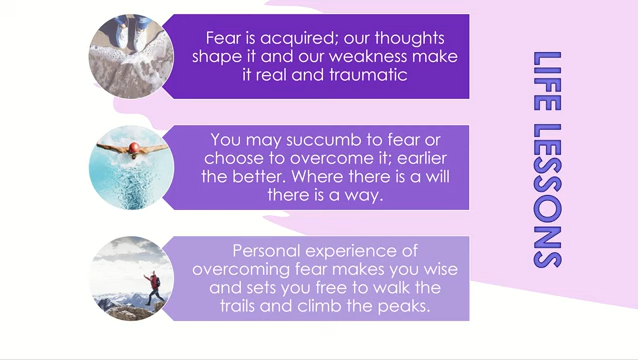 Fear is acquired; our thoughts
shape it and our weakness make
it real and traumatic
You may succumb to fear or
choose to overcome it; earlier
the better. Where there is a will
there is a way.
Personal experience of
overcoming fear makes you wise
and sets you free to walk the
trails and climb the peaks.
LIFE LESSONS